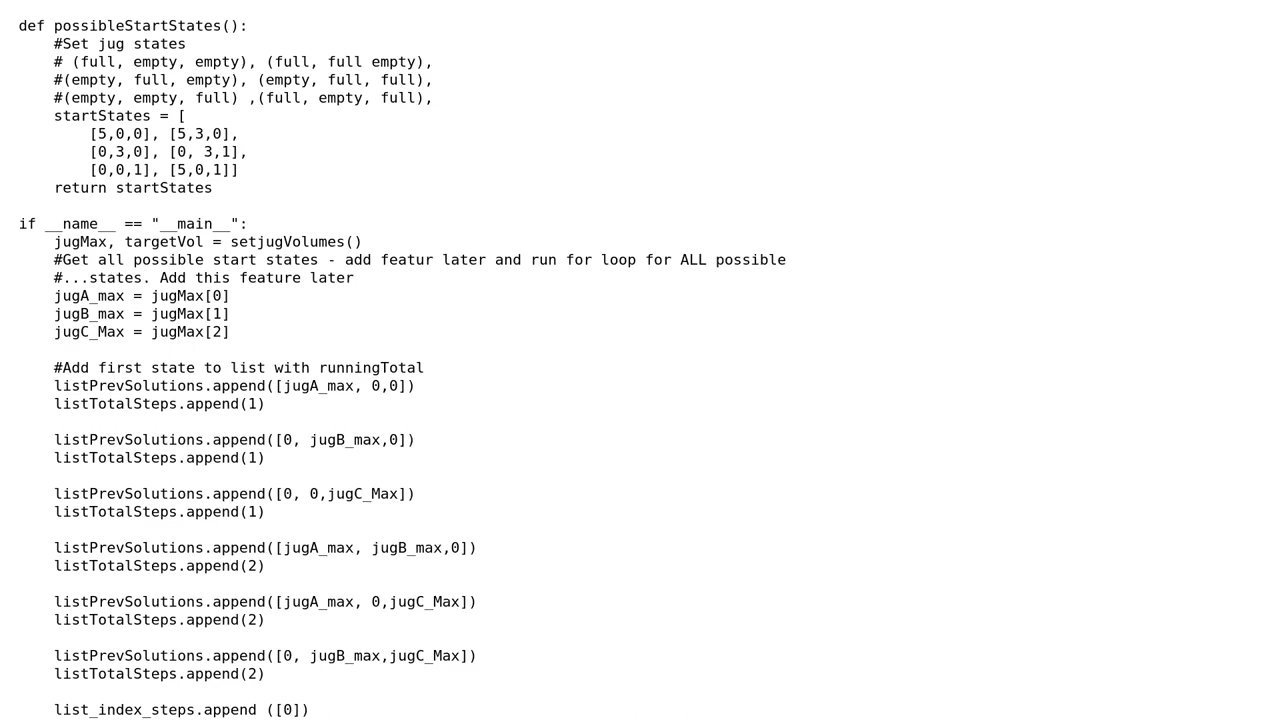 def possibleStartStates():
    #Set jug states
    # (full, empty, empty), (full, full empty),
    #(empty, full, empty), (empty, full, full),
    #(empty, empty, full) ,(full, empty, full),
    startStates = [
        [5,0,0], [5,3,0],
        [0,3,0], [0, 3,1],
        [0,0,1], [5,0,1]]
    return startStates

if __name__ == "__main__":
    jugMax, targetVol = setjugVolumes()
    #Get all possible start states - add featur later and run for loop for ALL possible
    #...states. Add this feature later
    jugA_max = jugMax[0]
    jugB_max = jugMax[1]
    jugC_Max = jugMax[2]

    #Add first state to list with runningTotal
    listPrevSolutions.append([jugA_max, 0,0])
    listTotalSteps.append(1)

    listPrevSolutions.append([0, jugB_max,0])
    listTotalSteps.append(1)

    listPrevSolutions.append([0, 0,jugC_Max])
    listTotalSteps.append(1)

    listPrevSolutions.append([jugA_max, jugB_max,0])
    listTotalSteps.append(2)

    listPrevSolutions.append([jugA_max, 0,jugC_Max])
    listTotalSteps.append(2)

    listPrevSolutions.append([0, jugB_max,jugC_Max])
    listTotalSteps.append(2)

    list_index_steps.append ([0])